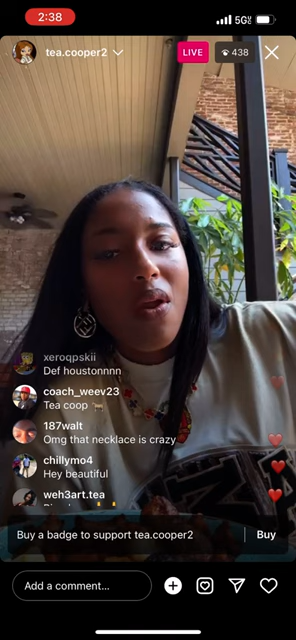 2:38
5G
tea.cooper2
LIVE
438
xeroqpskii
Def houstonnnn
coach_weev23
Tea coop 🐐
187walt
Omg that necklace is crazy
chillymo4
Hey beautiful
weh3art.tea
Buy a badge to support tea.cooper2
Buy
Add a comment...